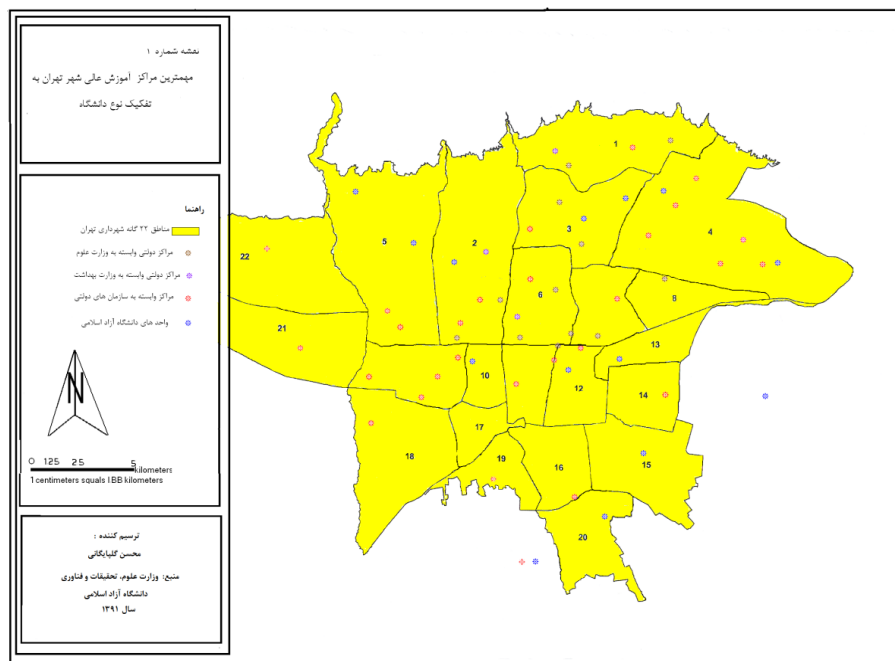 نقشه شماره ۱
مهمترین مراکز آموزش عالی شهر تهران به
تفکیک نوع دانشگاه
راهنما
مناطق ۲۲ گانه شهرداری تهران
مراکز دولتی وابسته به وزارت علوم
مراکز دولتی وابسته به وزارت بهداشت
مراکز وابسته به سازمان های دولتی
واحد های دانشگاه آزاد اسلامی
N
0 125 25 5
kilometers
1 centimeters squals 1.BB kilometers
ترسیم کننده :
محسن گلپایگانی
منبع: وزارت علوم، تحقیقات و فناوری
دانشگاه آزاد اسلامی
سال ۱۳۹۱
1
3
4
2
5
22
6
8
21
13
10
12
14
17
18
19
16
15
20